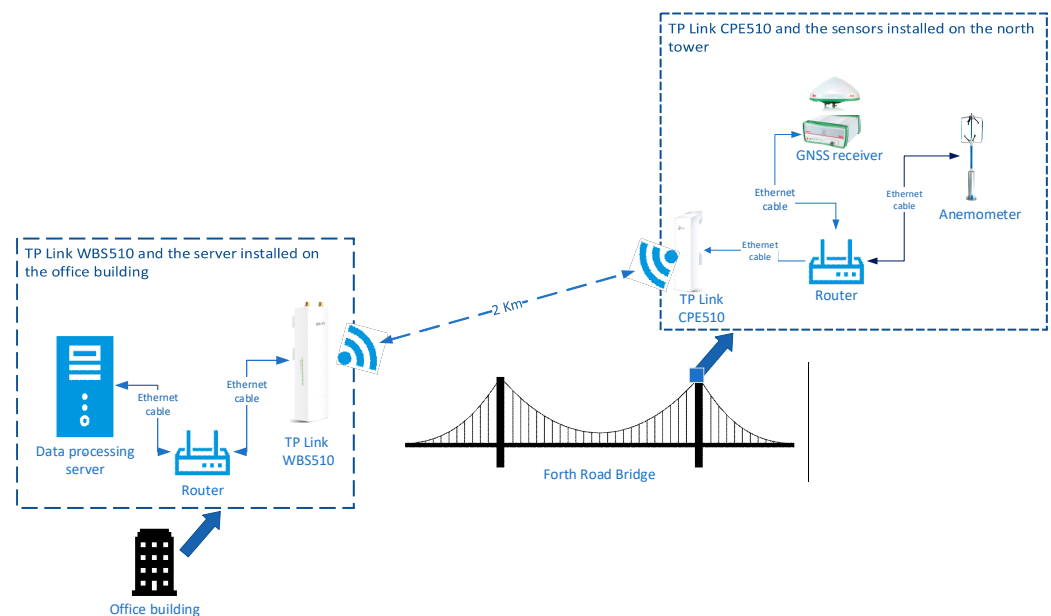 TP Link CPE510 and the sensors installed on the north
tower
GNSS receiver
Ethernet
cable
Anemometer
Ethernet
cable
Ethernet
cable
Router
TP Link
CPE510
2 Km
TP Link WBS510 and the server installed on
the office building
Ethernet
cable
Ethernet
cable
Data processing
server
TP Link
WBS510
Router
Forth Road Bridge
Office building